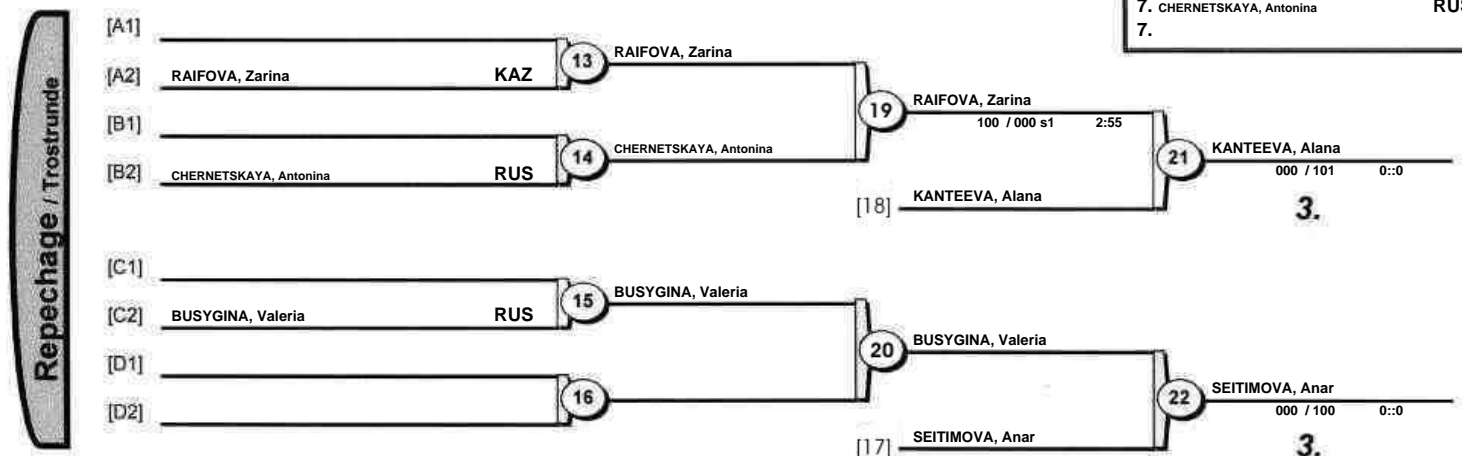 7. CHERNETSKAYA, Antonina RUS
7.
Repechage / Trostrunde
[A1]
[A2] RAIFOVA, Zarina KAZ
13 RAIFOVA, Zarina
[B1]
[B2] CHERNETSKAYA, Antonina RUS
14 CHERNETSKAYA, Antonina
19 RAIFOVA, Zarina
100 / 000 s1 2:55
[18] KANTEEVA, Alana
21 KANTEEVA, Alana
000 / 101 0::0
3.
[C1]
[C2] BUSYGINA, Valeria RUS
15 BUSYGINA, Valeria
[D1]
[D2]
16
20 BUSYGINA, Valeria
[17] SEITIMOVA, Anar
22 SEITIMOVA, Anar
000 / 100 0::0
3.